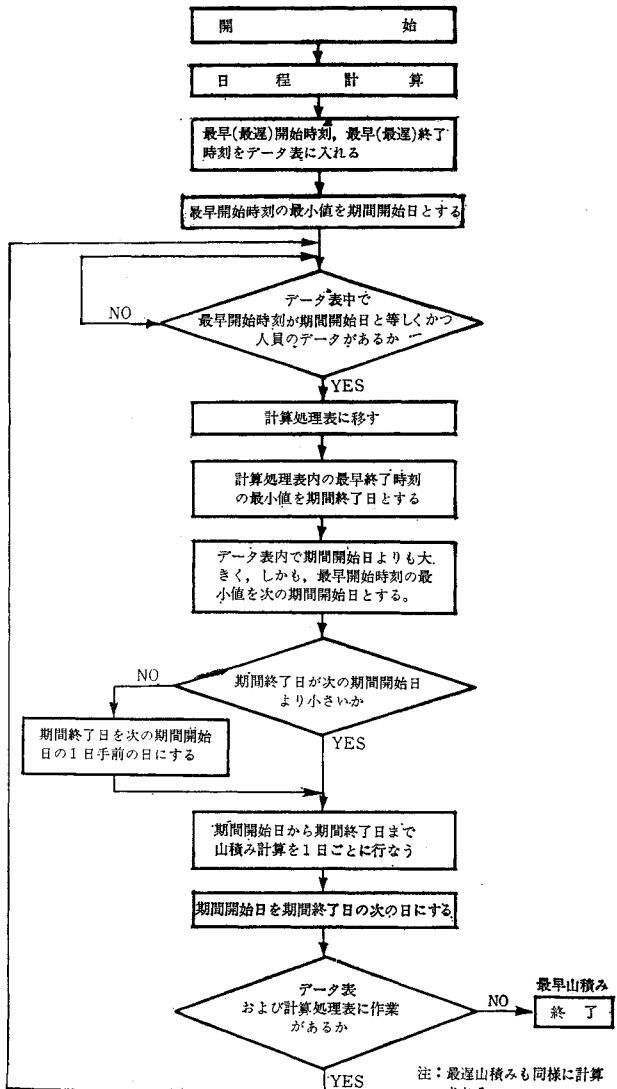 開始
日程計算
最早(最遅)開始時刻，最早(最遅)終了
時刻をデータ表に入れる
最早開始時刻の最小値を期間開始日とする
データ表中で
最早開始時刻が期間開始日と等しくかつ
人員のデータがあるか
NO
YES
計算処理表に移す
計算処理表内の最早終了時刻
の最小値を期間終了日とする
データ表内で期間開始日よりも大
きく，しかも，最早開始時刻の最
小値を次の期間開始日とする。
期間終了日が次の期間開始日
より小さいか
NO
YES
期間終了日を次の期間開始
日の１日手前の日にする
期間開始日から期間終了日まで
山積み計算を１日ごとに行なう
期間開始日を期間終了日の次の日にする
データ表
および計算処理表に作業
があるか
NO
最早山積み
終了
YES
注：最遅山積みも同様に計算